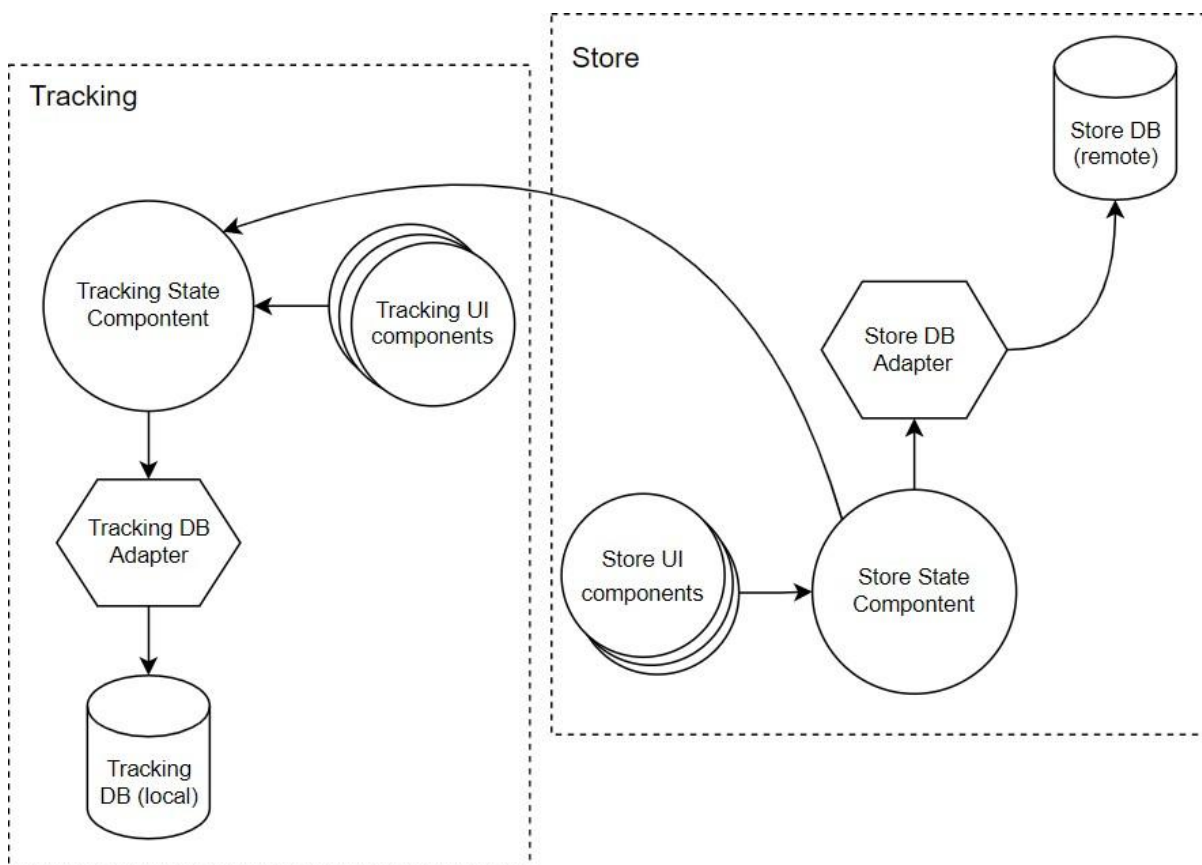 Tracking
Tracking State
Compontent
Tracking UI
components
Tracking DB
Adapter
Tracking
DB (local)
Store
Store DB
(remote)
Store DB
Adapter
Store UI
components
Store State
Compontent